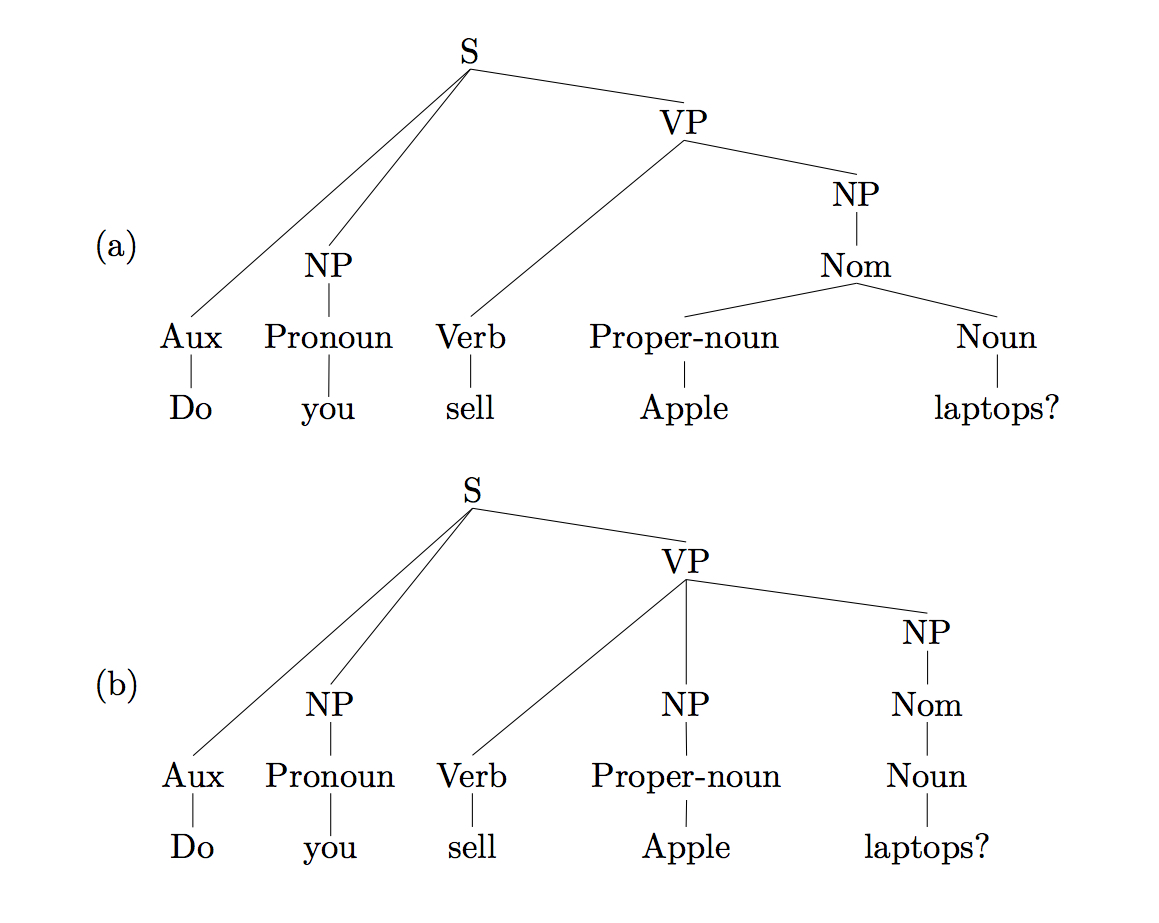 S
VP
NP
(a)
NP Nom
Aux Pronoun Verb Proper-noun Noun
Do you sell Apple laptops?
S
VP
NP
(b)
NP NP Nom
Aux Pronoun Verb Proper-noun Noun
Do you sell Apple laptops?